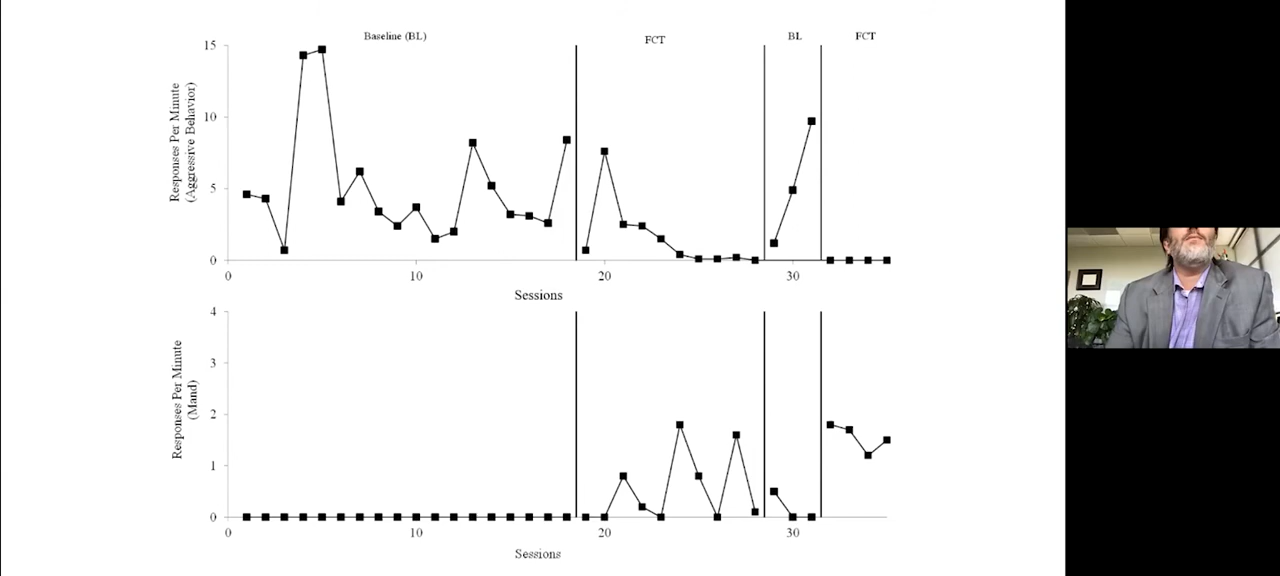 Baseline (BL) FCT BL FCT
Responses Per Minute
(Aggressive Behavior)
15
10
5
0
0 10 20 30
Sessions
Responses Per Minute
(Mand)
4
3
2
1
0
0 10 20 30
Sessions